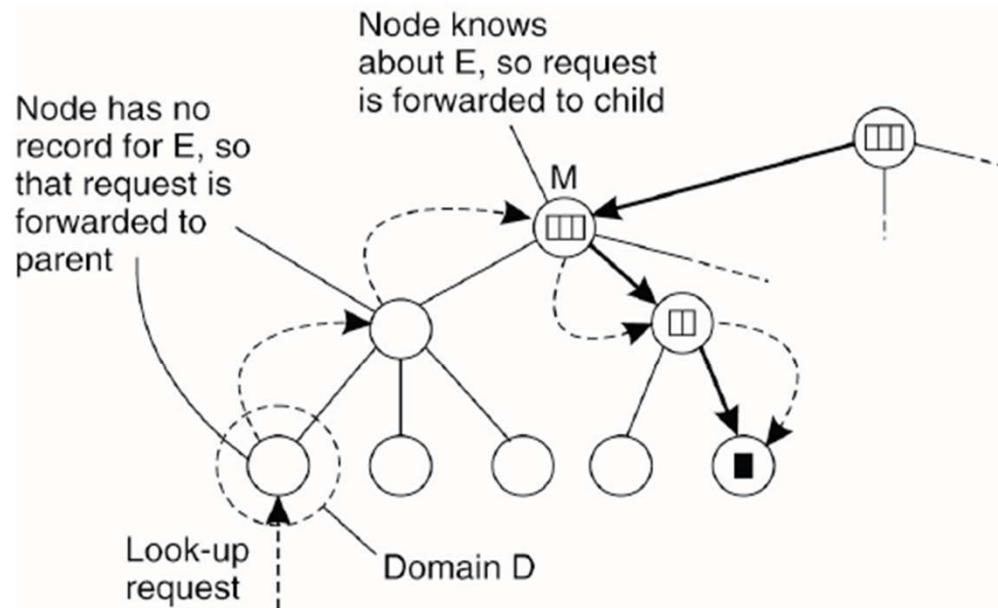 Node knows
about E, so request
is forwarded to child
Node has no
record for E, so
that request is
forwarded to
parent
M
Look-up
request
Domain D